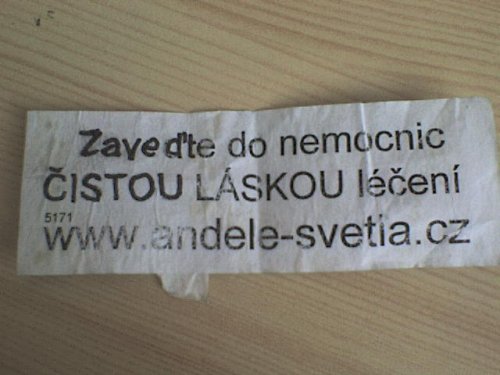 Zaveďte do nemocnic
ČISTOU LÁSKOU léčení
5171
www.andele-svetia.cz